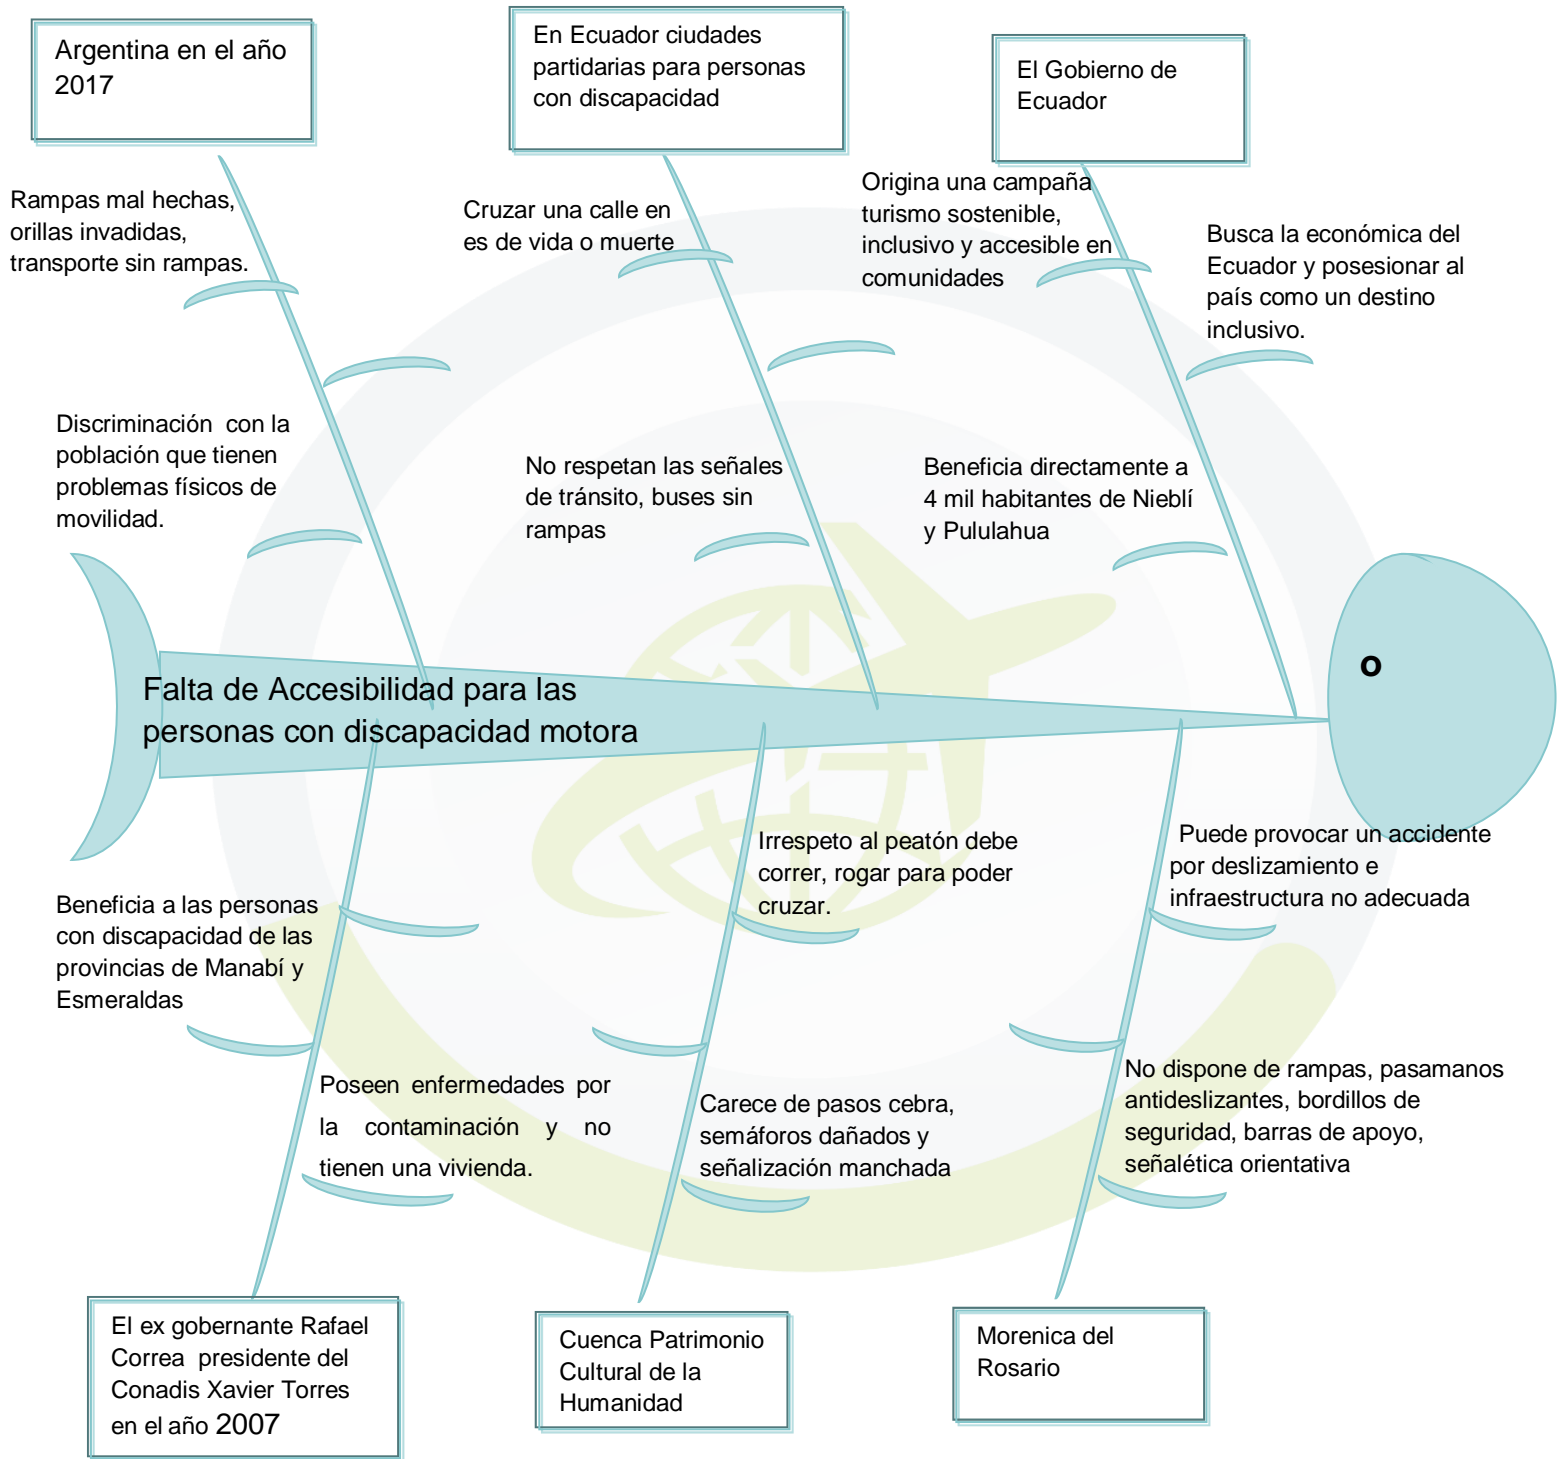 Argentina en el año
2017
En Ecuador ciudades
partidarias para personas
con discapacidad
El Gobierno de
Ecuador
Rampas mal hechas,
orillas invadidas,
transporte sin rampas.
Cruzar una calle en
es de vida o muerte
Origina una campaña
turismo sostenible,
inclusivo y accesible en
comunidades
Busca la económica del
Ecuador y posesionar al
país como un destino
inclusivo.
Discriminación  con la
población que tienen
problemas físicos de
movilidad.
No respetan las señales
de tránsito, buses sin
rampas
Beneficia directamente a
4 mil habitantes de Nieblí
y Pululahua
Falta de Accesibilidad para las
personas con discapacidad motora
o
Beneficia a las personas
con discapacidad de las
provincias de Manabí y
Esmeraldas
Irrespeto al peatón debe
correr, rogar para poder
cruzar.
Puede provocar un accidente
por deslizamiento e
infraestructura no adecuada
Poseen enfermedades por
la contaminación y no
tienen una vivienda.
Carece de pasos cebra,
semáforos dañados y
señalización manchada
No dispone de rampas, pasamanos
antideslizantes, bordillos de
seguridad, barras de apoyo,
señalética orientativa
El ex gobernante Rafael
Correa  presidente del
Conadis Xavier Torres
en el año 2007
Cuenca Patrimonio
Cultural de la
Humanidad
Morenica del
Rosario